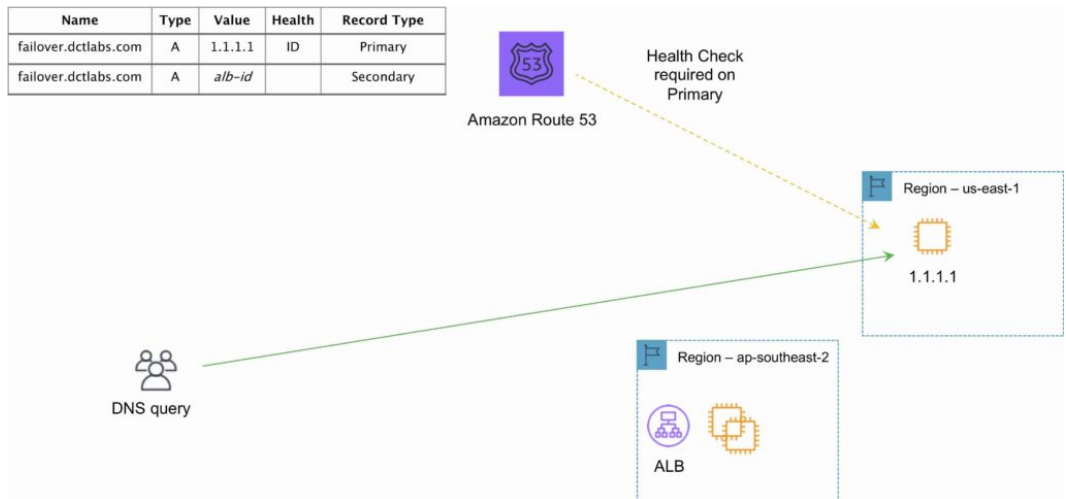 Name Type Value Health Record Type
failover.dctlabs.com A 1.1.1.1 ID Primary
failover.dctlabs.com A alb-id Secondary
53
Amazon Route 53
Health Check
required on
Primary
Region – us-east-1
1.1.1.1
Region – ap-southeast-2
ALB
DNS query